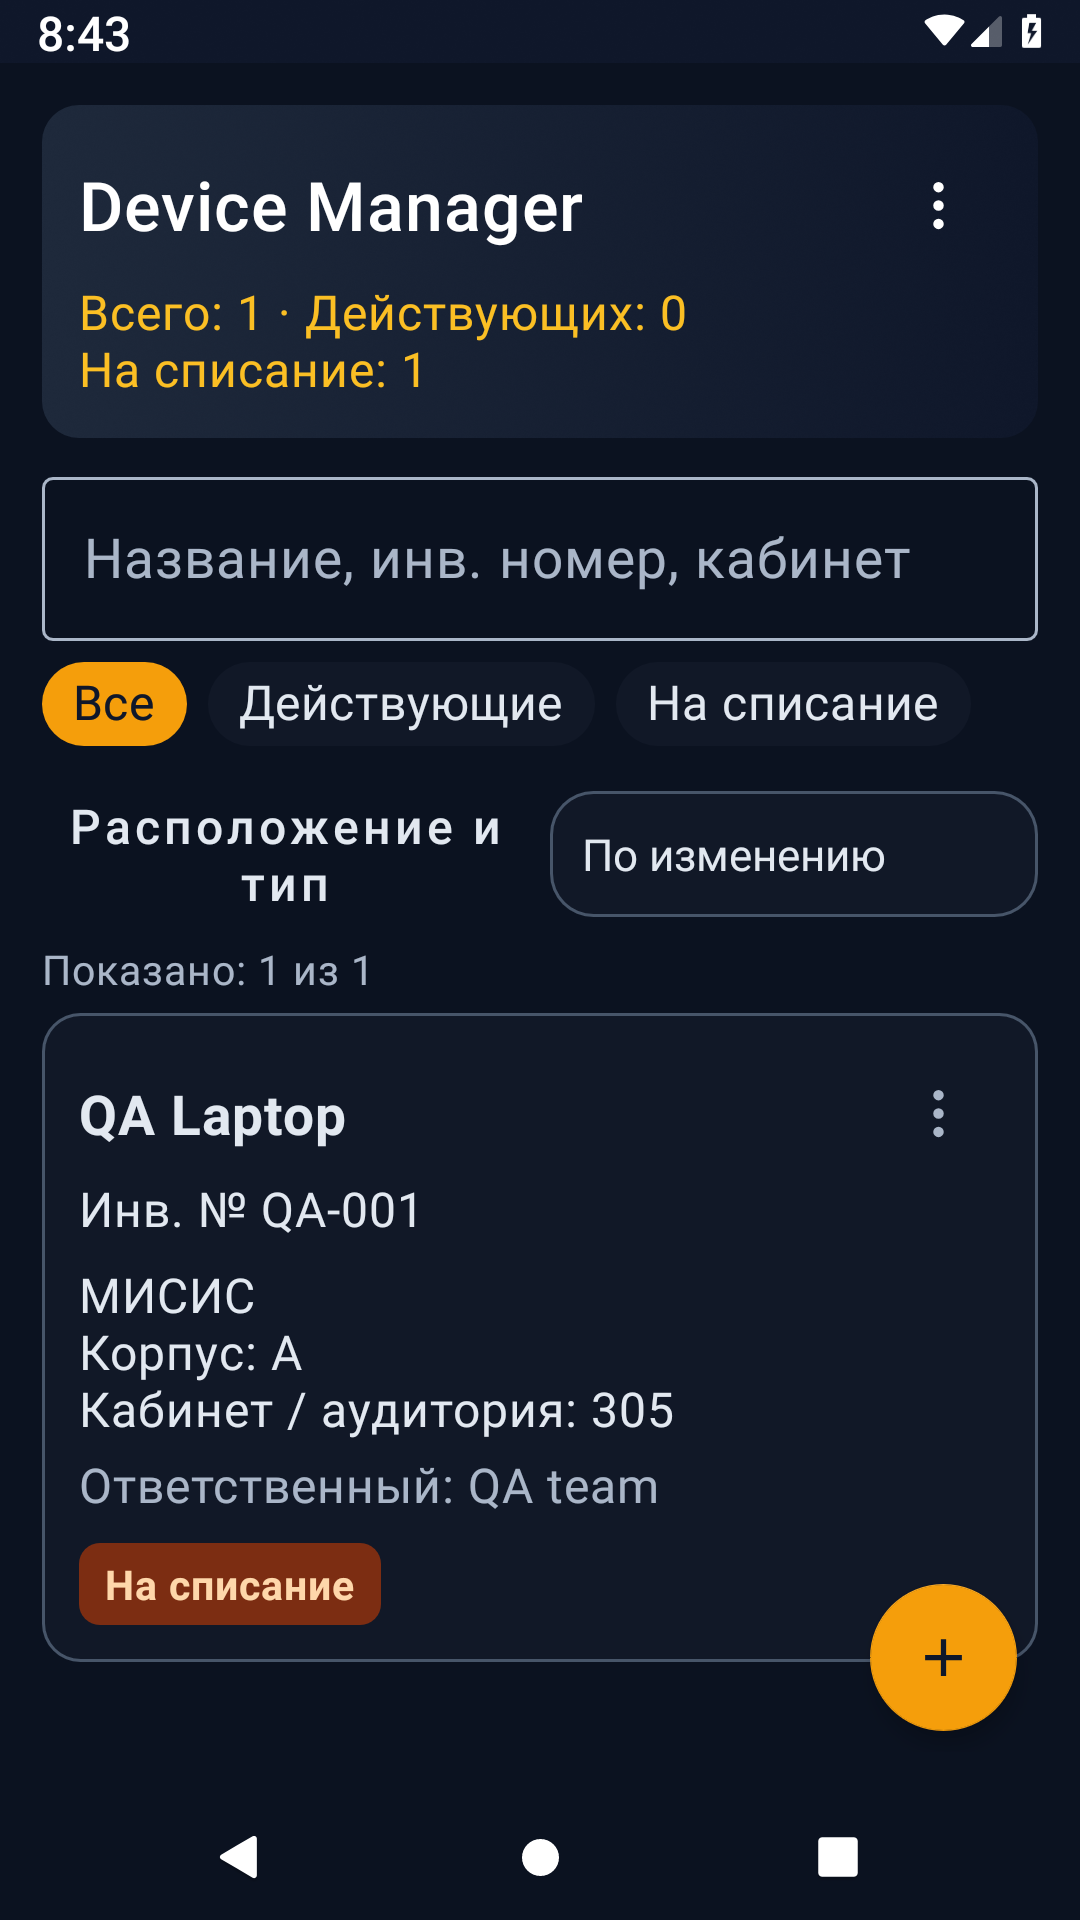 8:43
Device Manager
Всего: 1 · Действующих: 0
На списание: 1
Название, инв. номер, кабинет
Все
Действующие
На списание
Расположение и
тип
По изменению
Показано: 1 из 1
QA Laptop
Инв. № QA-001
МИСИС
Корпус: А
Кабинет / аудитория: 305
Ответственный: QA team
На списание
+